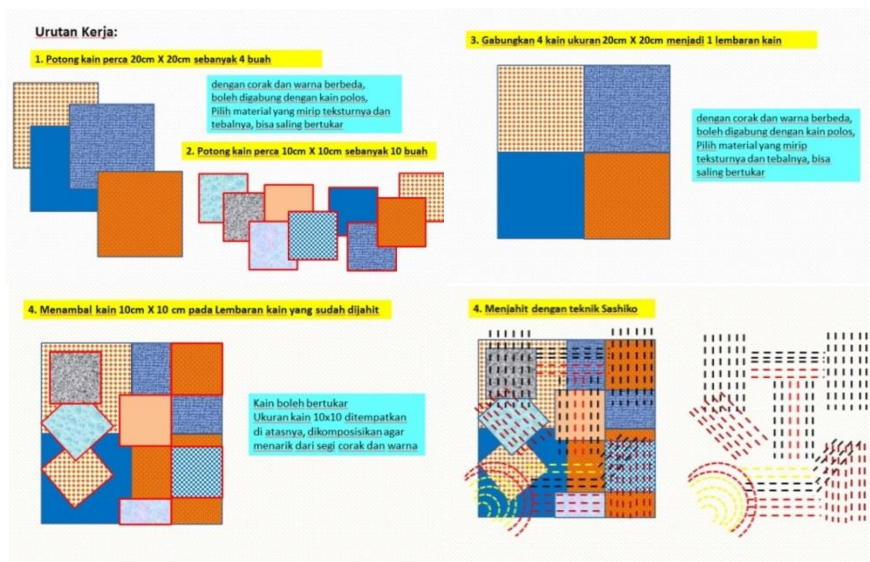 Urutan Kerja:
1. Potong kain perca 20cm X 20cm sebanyak 4 buah
dengan corak dan warna berbeda,
boleh digabung dengan kain polos,
Pilih material yang mirip teksturnya dan
tebalnya, bisa saling bertukar
2. Potong kain perca 10cm X 10cm sebanyak 10 buah
3. Gabungkan 4 kain ukuran 20cm X 20cm menjadi 1 lembaran kain
dengan corak dan warna berbeda,
boleh digabung dengan kain polos,
Pilih material yang mirip
teksturnya dan tebalnya, bisa
saling bertukar
4. Menambal kain 10cm X 10 cm pada Lembaran kain yang sudah dijahit
Kain boleh bertukar
Ukuran kain 10x10 ditempatkan
di atasnya, dikomposisikan agar
menarik dari segi corak dan warna
4. Menjahit dengan teknik Sashiko